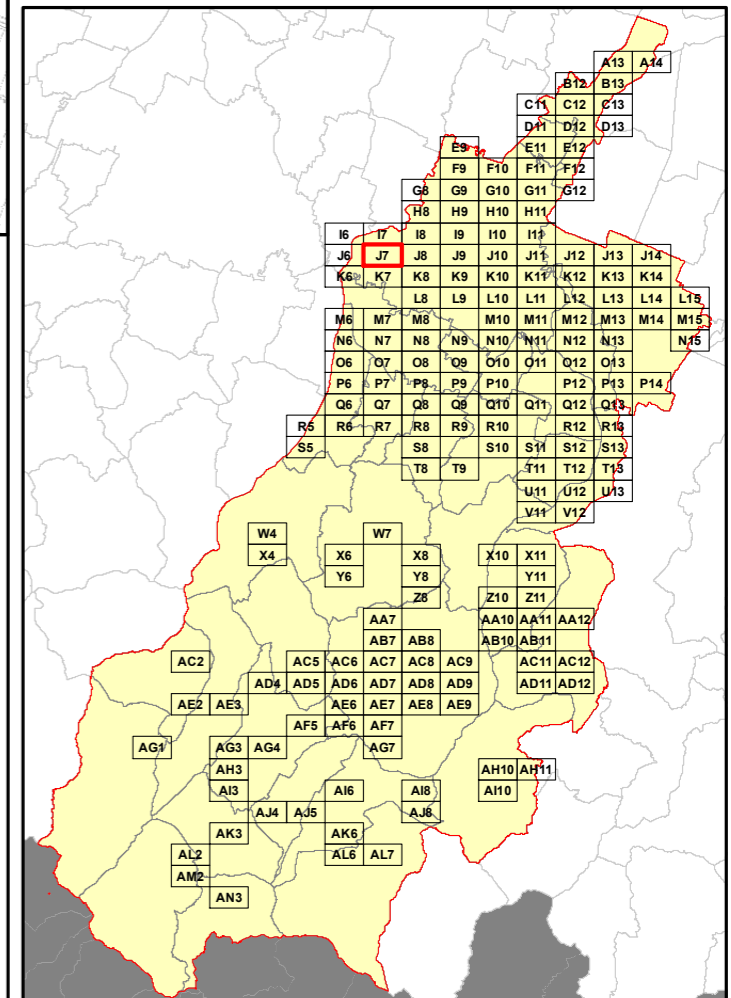 A13 A14
B12 B13
C11 C12 C13
D11 D12 D13
E9 E11 E12
F9 F10 F11 F12
G8 G9 G10 G11 G12
H8 H9 H10 H11
I6 I7 I8 I9 I10 I11
J6 J7 J8 J9 J10 J11 J12 J13 J14
K6 K7 K8 K9 K10 K11 K12 K13 K14
L8 L9 L10 L11 L12 L13 L14 L15
M6 M7 M8 M10 M11 M12 M13 M14 M15
N6 N7 N8 N9 N10 N11 N12 N13 N15
O6 O7 O8 O9 O10 O11 O12 O13
P6 P7 P8 P9 P10 P12 P13 P14
Q6 Q7 Q8 Q9 Q10 Q11 Q12 Q13
R5 R6 R7 R8 R9 R10 R12 R13
S5 S8 S10 S11 S12 S13
T8 T9 T11 T12 T13
U11 U12 U13
V11 V12
W4 W7
X4 X6 X8 X10 X11
Y6 Y8 Y11
Z8 Z10 Z11
AA7 AA10 AA11 AA12
AB7 AB8 AB10 AB11
AC2 AC5 AC6 AC7 AC8 AC9 AC11 AC12
AD4 AD5 AD6 AD7 AD8 AD9 AD11 AD12
AE2 AE3 AE6 AE7 AE8 AE9
AF5 AF6 AF7
AG1 AG3 AG4 AG7
AH3 AH10 AH11
AI3 AI6 AI8 AI10
AJ4 AJ5 AJ8
AK3 AK6
AL2 AL6 AL7
AM2
AN3